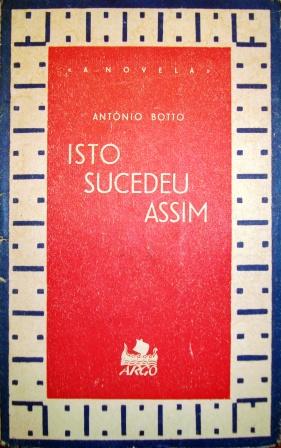 «A NOVELA»
ANTÓNIO BOTTO
ISTO
SUCEDEU
ASSIM
ARGO